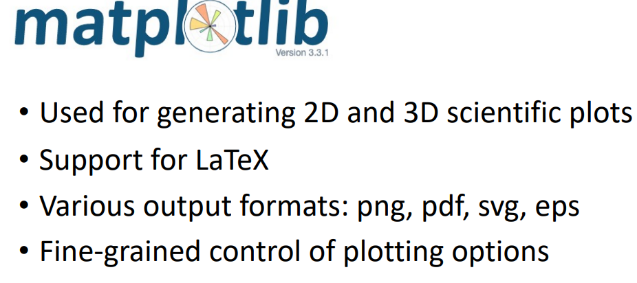 matplotlib
Version 3.3.1
• Used for generating 2D and 3D scientific plots
• Support for LaTeX
• Various output formats: png, pdf, svg, eps
• Fine-grained control of plotting options